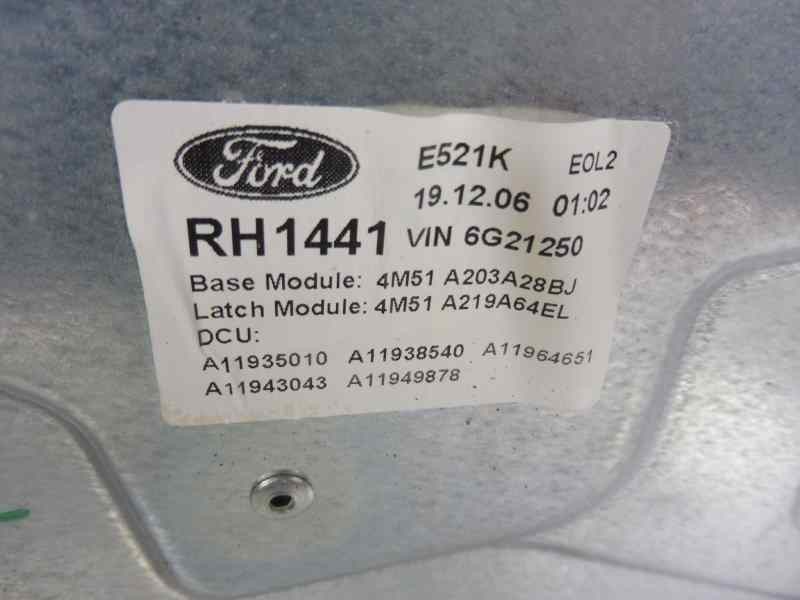 Ford E521K EOL2
19.12.06 01:02
RH1441 VIN 6G21250
Base Module: 4M51 A203A28BJ
Latch Module: 4M51 A219A64EL
DCU:
A11935010 A11938540 A11964651
A11943043 A11949878